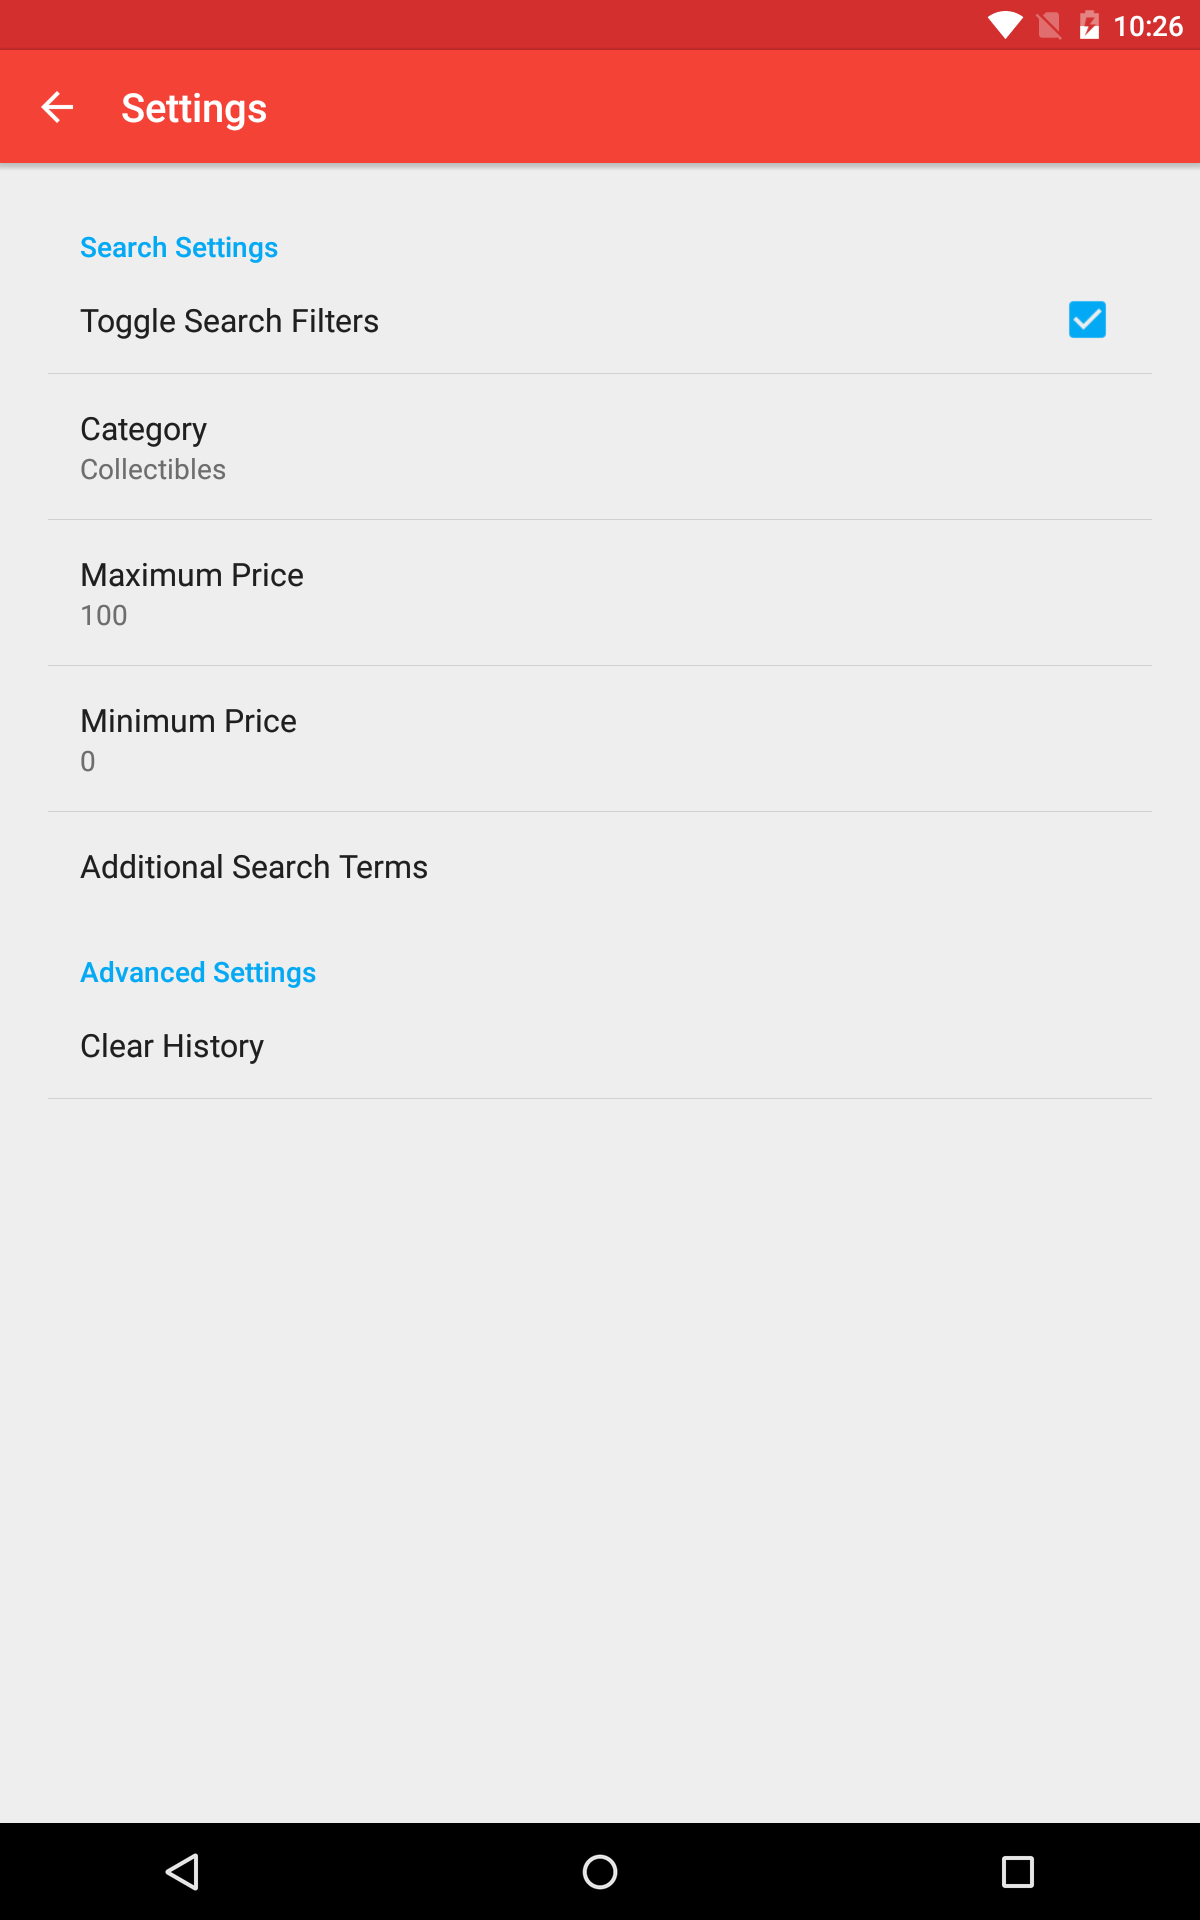 10:26
Settings
Search Settings
Toggle Search Filters
Category
Collectibles
Maximum Price
100
Minimum Price
0
Additional Search Terms
Advanced Settings
Clear History